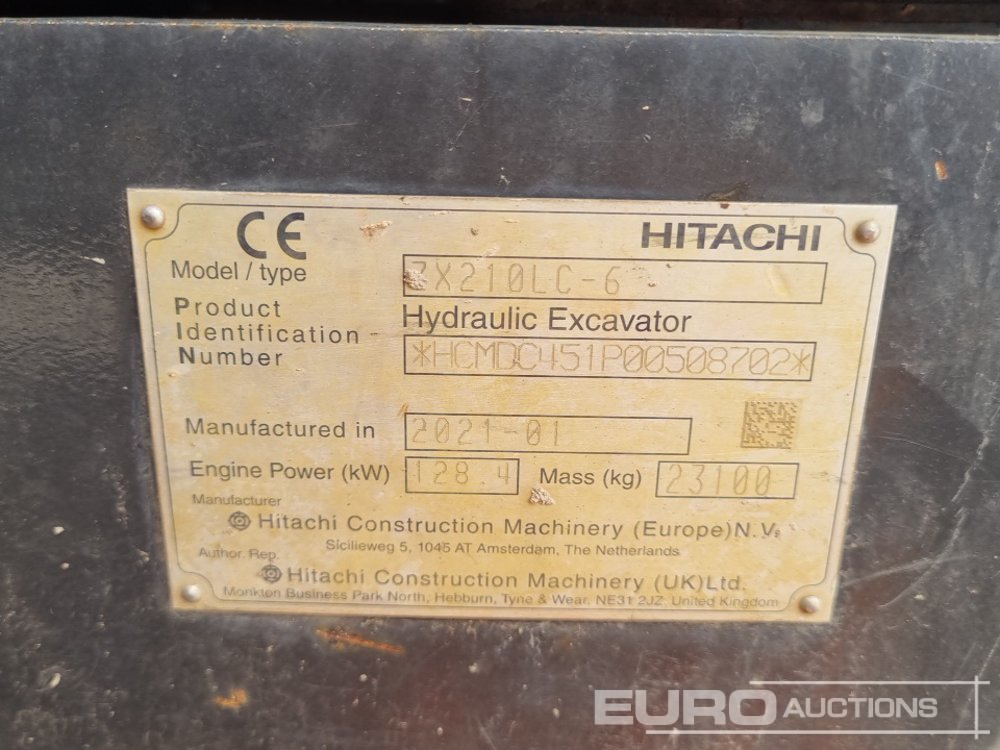 CE HITACHI
Model / type ZX210LC-6
Product Hydraulic Excavator
Identification
Number *HCMDC451P00508702*
Manufactured in 2021-01
Engine Power (kW) 128.4 Mass (kg) 23100
Manufacturer
Hitachi Construction Machinery (Europe)N.V.
Sicilieweg 5, 1045 AT Amsterdam, The Netherlands
Author. Rep.
Hitachi Construction Machinery (UK)Ltd.
Monkton Business Park North, Hebburn, Tyne & Wear, NE31 2JZ, United Kingdom
EURO AUCTIONS